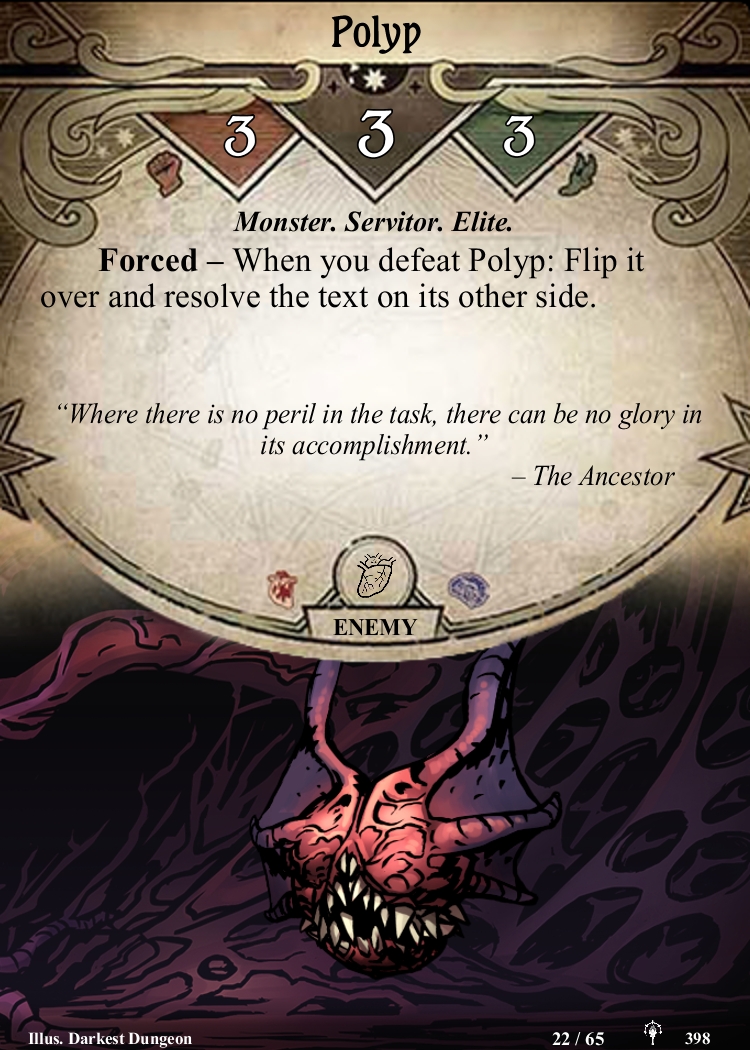 Polyp
3 3 3
Monster. Servitor. Elite.
Forced – When you defeat Polyp: Flip it
over and resolve the text on its other side.
“Where there is no peril in the task, there can be no glory in
its accomplishment.”
– The Ancestor
ENEMY
Illus. Darkest Dungeon 22 / 65 398